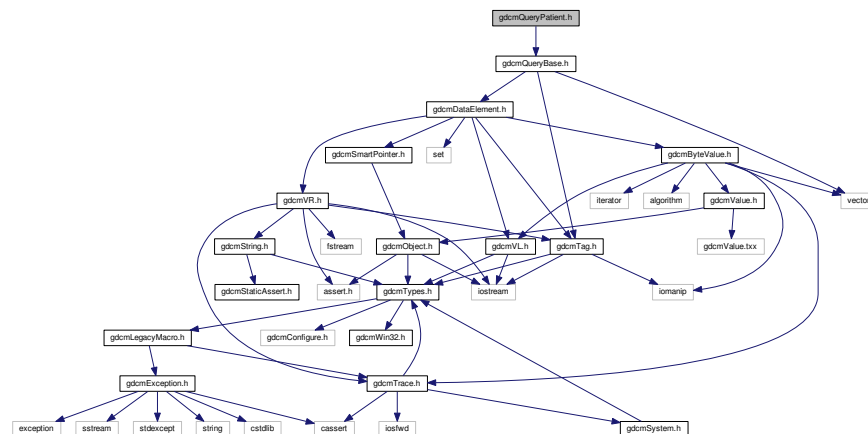 gdcmQueryPatient.h
gdcmQueryBase.h
gdcmDataElement.h
gdcmSmartPointer.h
set
gdcmByteValue.h
gdcmVR.h
iterator
algorithm
gdcmValue.h
vector
gdcmString.h
fstream
gdcmObject.h
gdcmVL.h
gdcmTag.h
gdcmValue.txx
gdcmStaticAssert.h
assert.h
gdcmTypes.h
iostream
iomanip
gdcmLegacyMacro.h
gdcmConfigure.h
gdcmWin32.h
gdcmException.h
gdcmTrace.h
exception
sstream
stdexcept
string
cstdlib
cassert
iosfwd
gdcmSystem.h